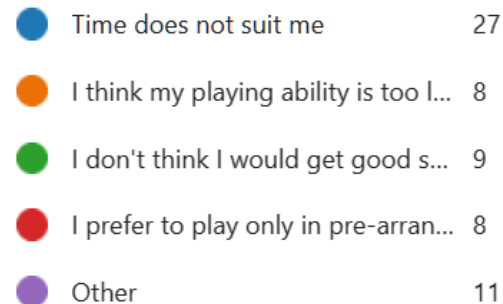 Time does not suit me 27
I think my playing ability is too l... 8
I don't think I would get good s... 9
I prefer to play only in pre-arran... 8
Other 11